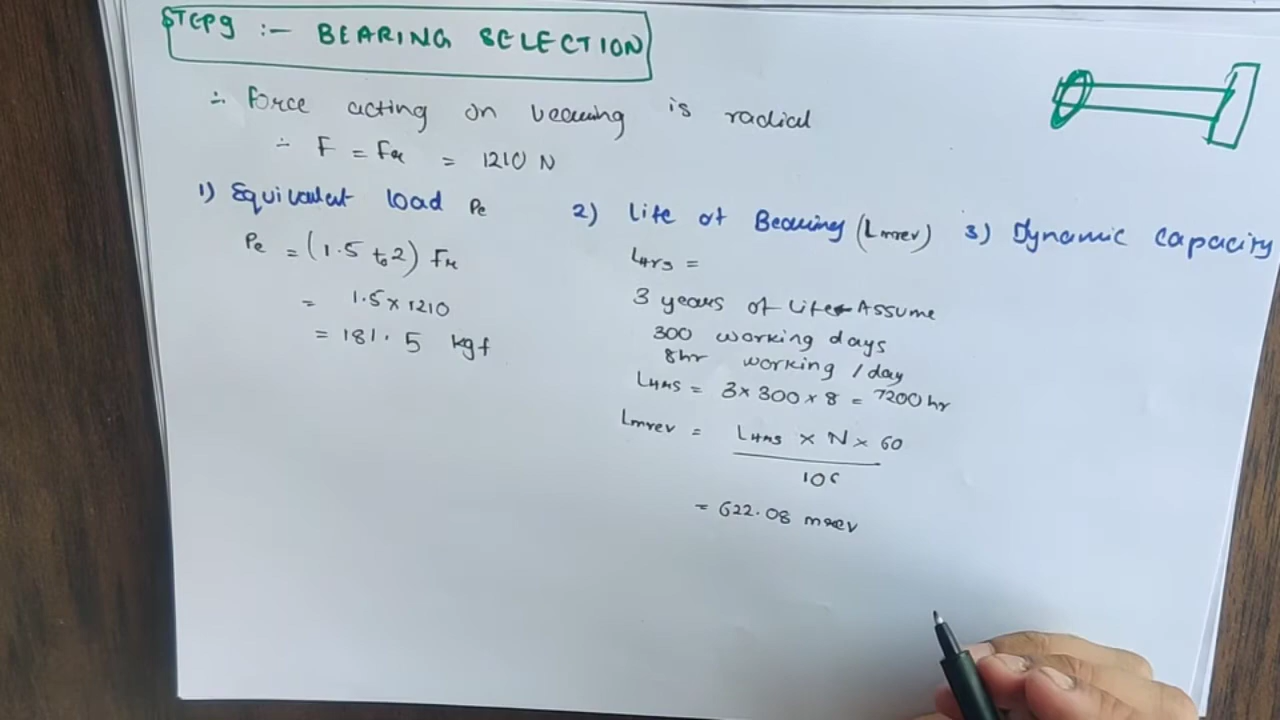 STEP9 :- BEARING SELECTION
∴ Force acting on bearing is radial
∴ F = Fr = 1210 N
1) Equivalent load Pe
Pe = (1.5 to 2) Fr
= 1.5 x 1210
= 181.5 kgf
2) Life of Bearing (Lmrev)
LHrs =
3 years of Life - Assume
300 working days
8hr working / day
LHrs = 3 x 300 x 8 = 7200 hr
Lmrev = LHrs x N x 60
10⁶
= 622.08 mrev
3) Dynamic capacity